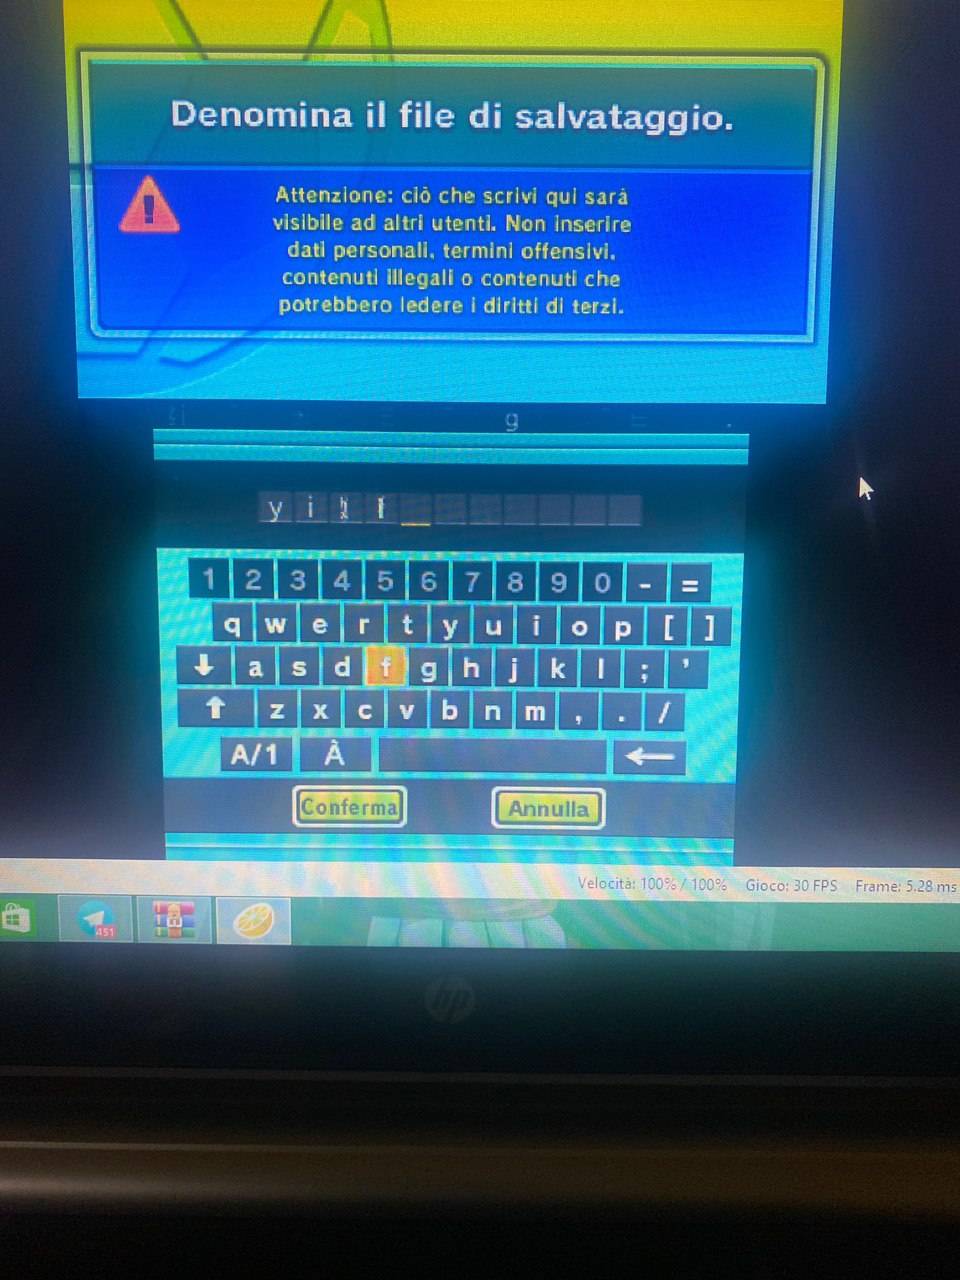 Denomina il file di salvataggio.
Attenzione: ciò che scrivi qui sarà
visibile ad altri utenti. Non inserire
dati personali, termini offensivi,
contenuti illegali o contenuti che
potrebbero ledere i diritti di terzi.
g
y i
1 2 3 4 5 6 7 8 9 0 - =
q w e r t y u i o p [ ]
a s d f g h j k l ; '
z x c v b n m , . /
A/1 À
Conferma Annulla
Velocità: 100% / 100% Gioco: 30 FPS Frame: 5.28 ms
451
hp